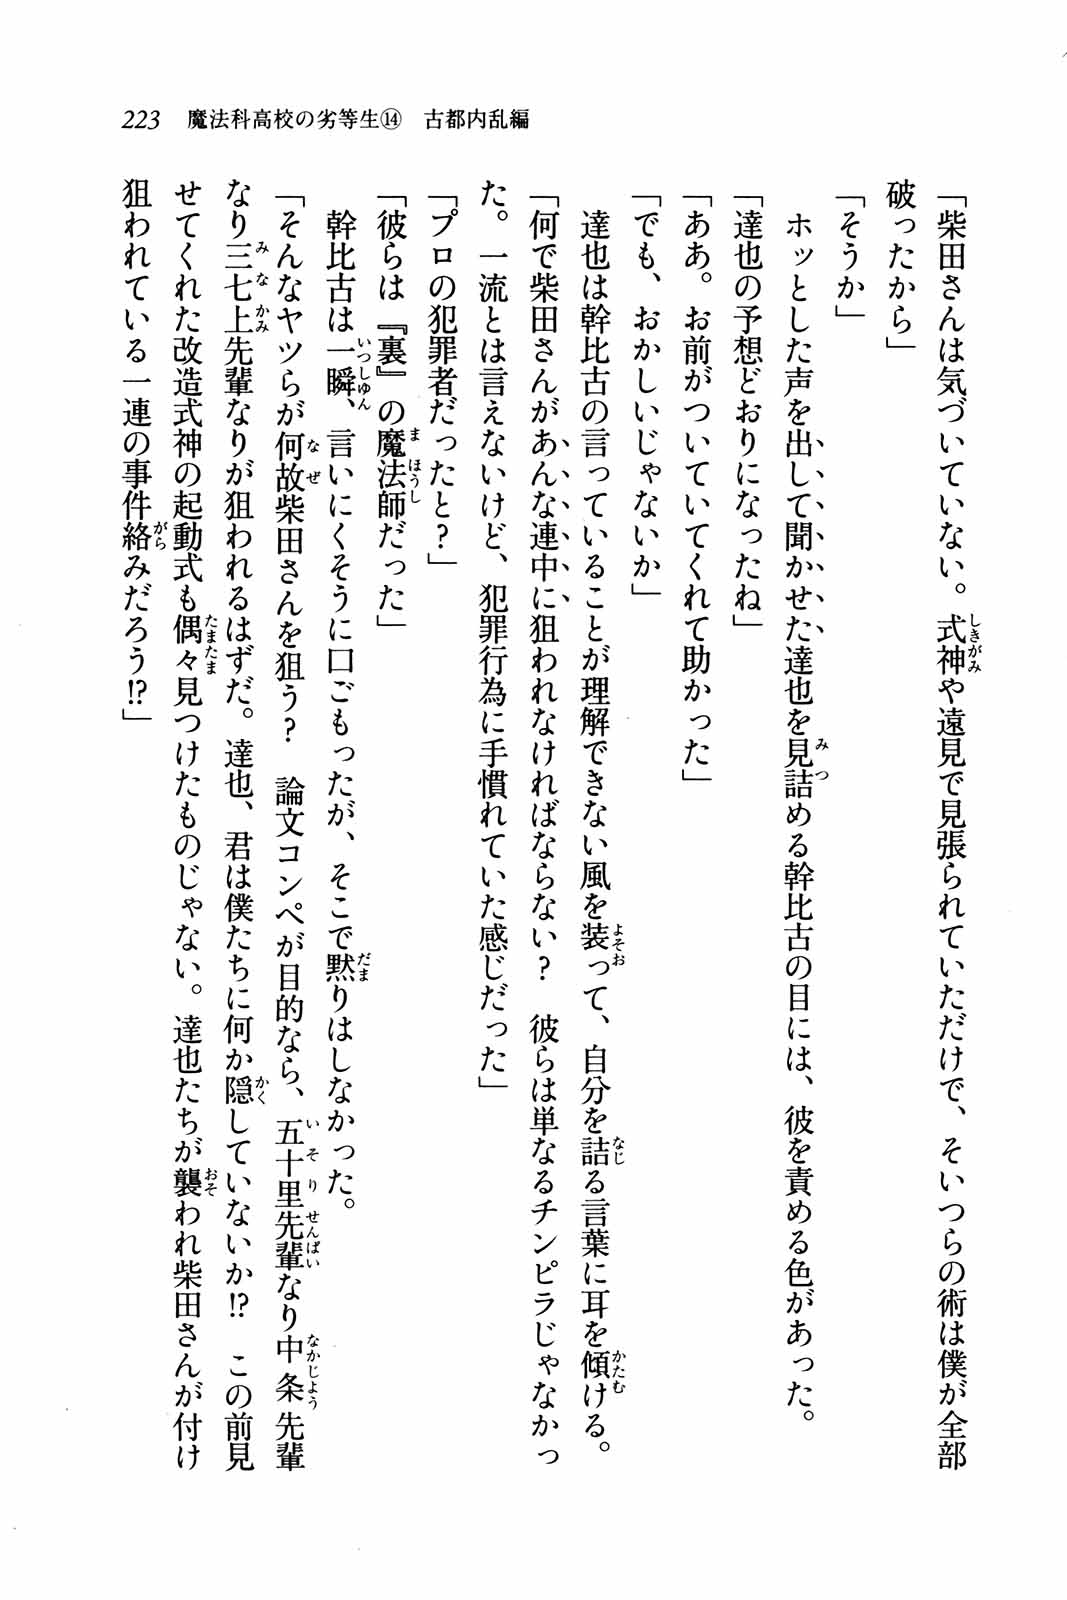 223 魔法科高校の劣等生⑭ 古都内乱編
「柴田さんは気づいていない。式神や遠見で見張られていただけで、そいつらの術は僕が全部
破ったから」
「そうか」
　ホッとした声を出して聞かせた達也を見詰める幹比古の目には、彼を責める色があった。
「達也の予想どおりになったね」
「ああ。お前がついていてくれて助かった」
「でも、おかしいじゃないか」
　達也は幹比古の言っていることが理解できない風を装って、自分を詰る言葉に耳を傾ける。
「何で柴田さんがあんな連中に狙われなければならない？　彼らは単なるチンピラじゃなかっ
た。一流とは言えないけど、犯罪行為に手慣れていた感じだった」
「プロの犯罪者だったと？」
「彼らは『裏』の魔法師だった」
　幹比古は一瞬、言いにくそうに口ごもったが、そこで黙りはしなかった。
「そんなヤツらが何故柴田さんを狙う？　論文コンペが目的なら、五十里先輩なり中条先輩
なり三七上先輩なりが狙われるはずだ。達也、君は僕たちに何か隠していないか⁉　この前見
せてくれた改造式神の起動式も偶々見つけたものじゃない。達也たちが襲われ柴田さんが付け
狙われている一連の事件絡みだろう⁉」